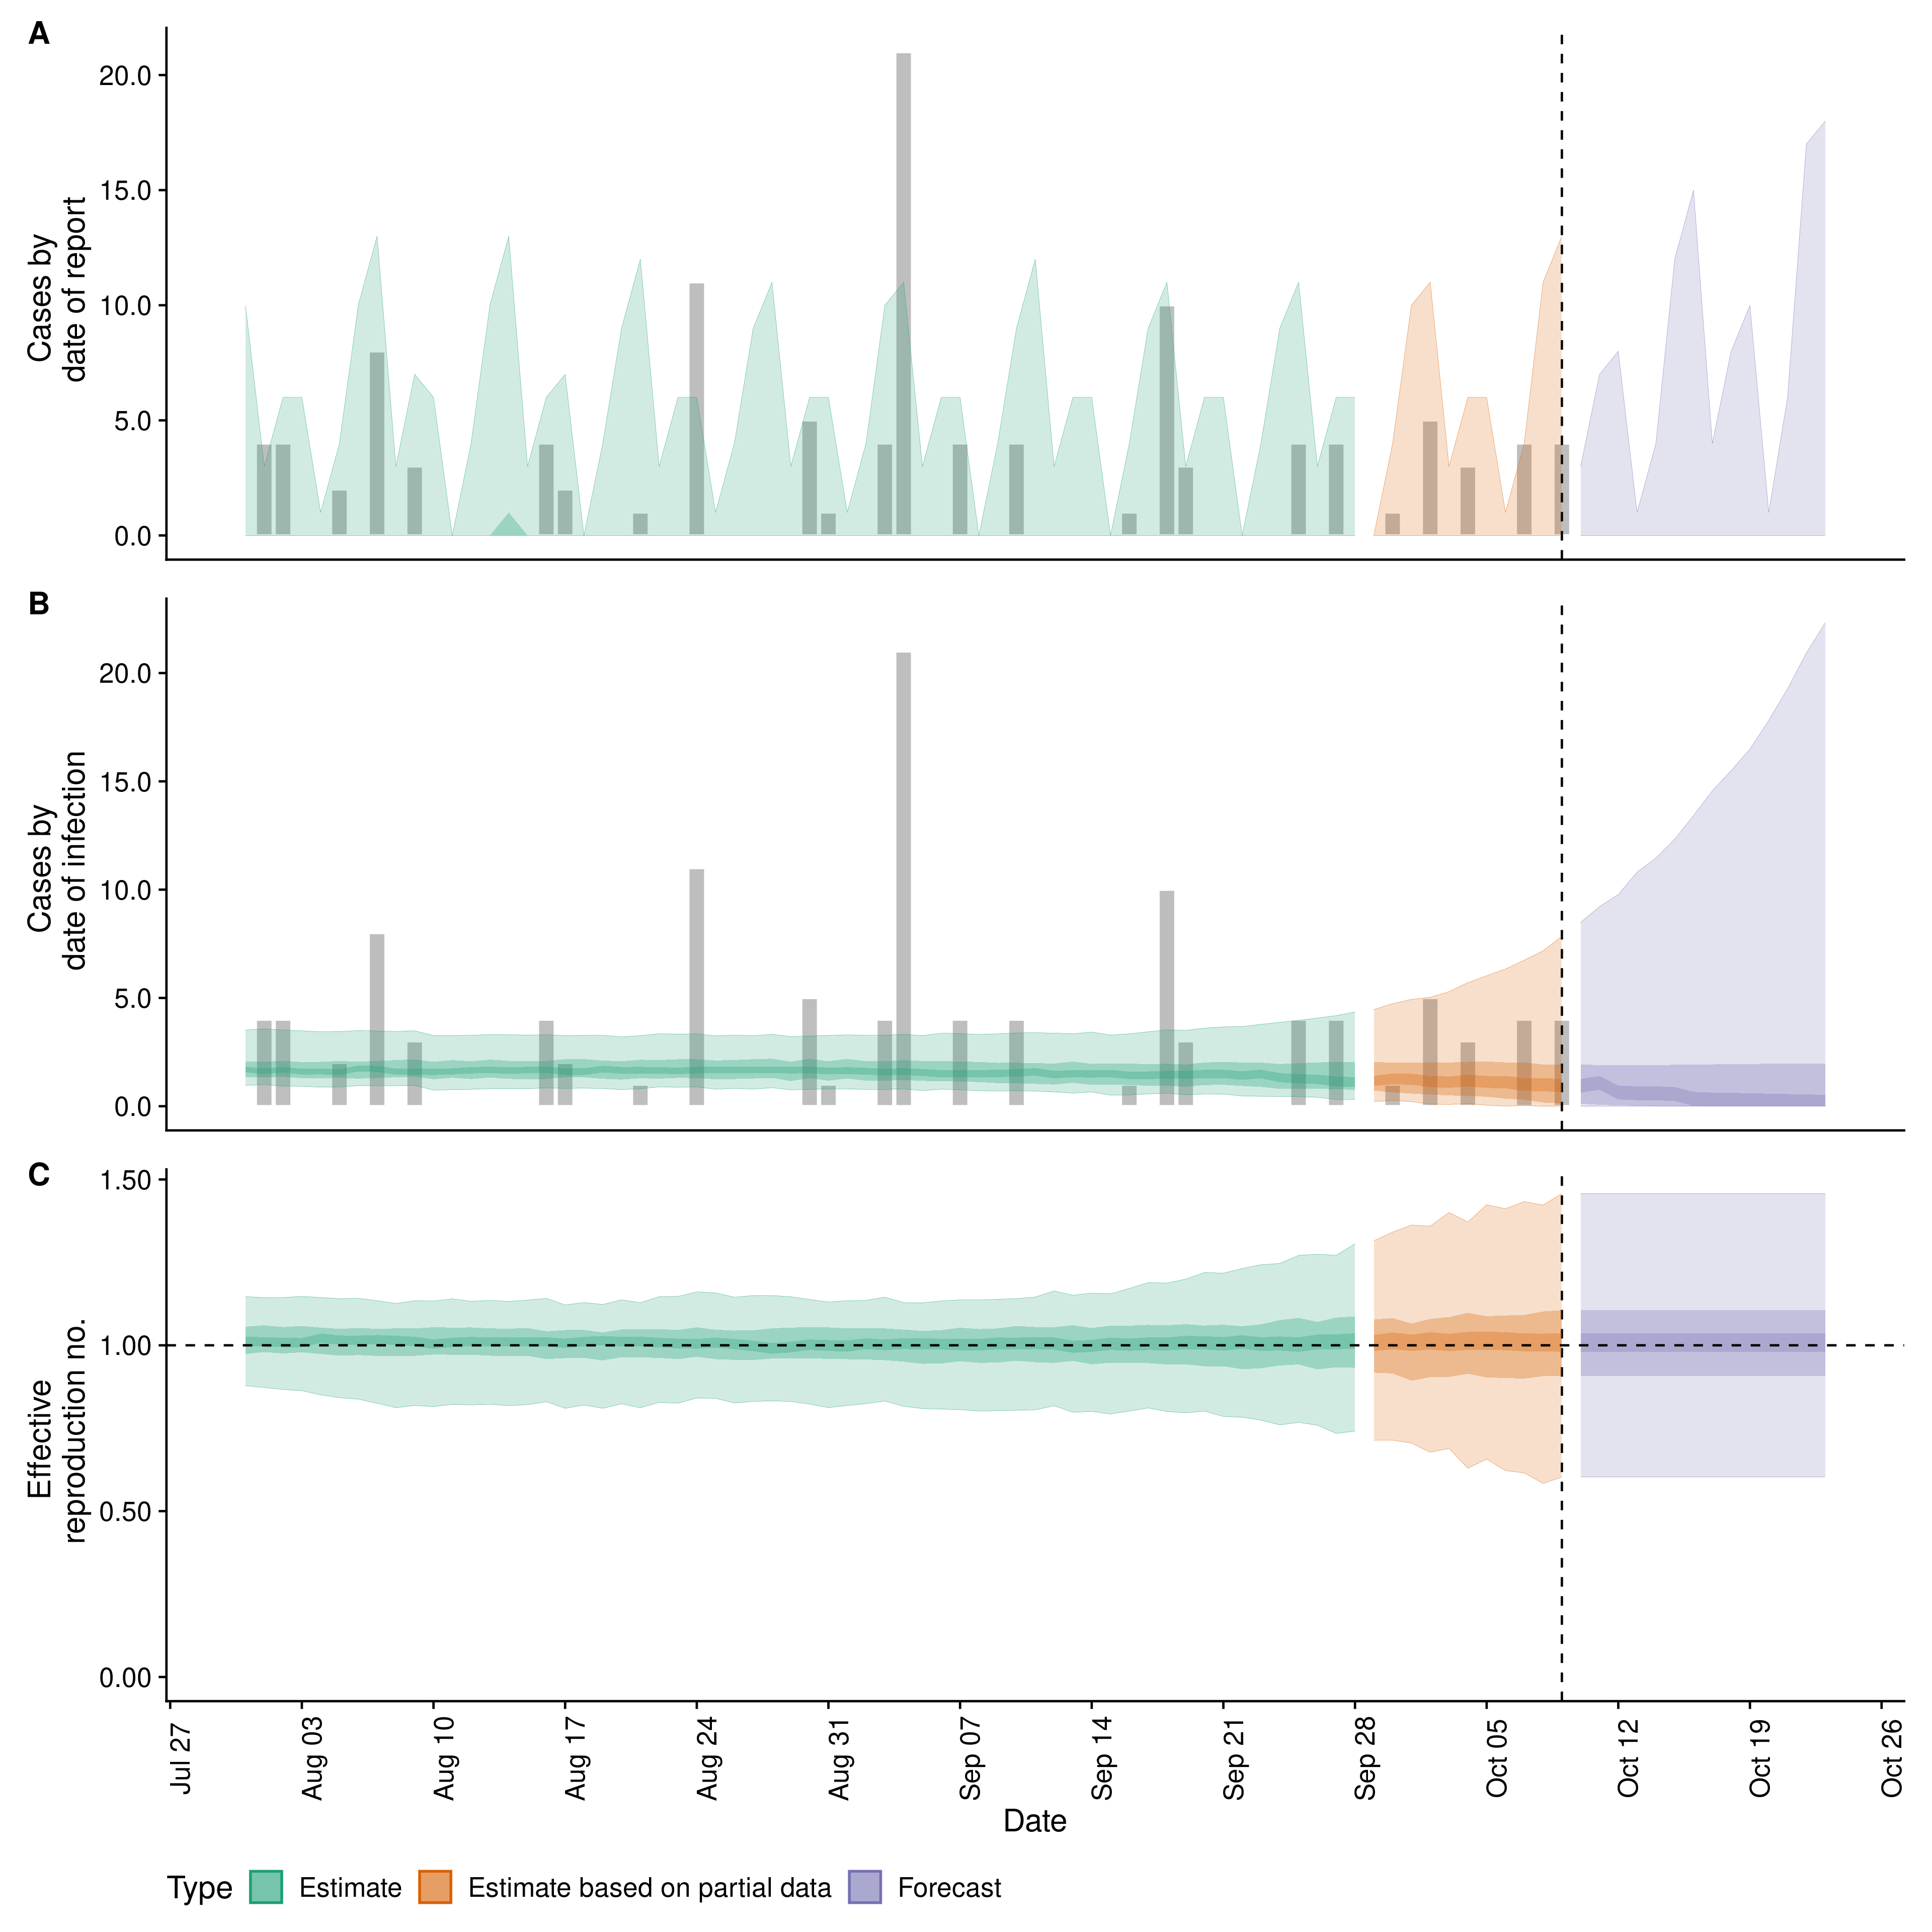 A
Cases by
date of report
20.0
15.0
10.0
5.0
0.0
B
Cases by
date of infection
20.0
15.0
10.0
5.0
0.0
C
Effective
reproduction no.
1.50
1.00
0.50
0.00
Jul 27
Aug 03
Aug 10
Aug 17
Aug 24
Aug 31
Sep 07
Sep 14
Sep 21
Sep 28
Oct 05
Oct 12
Oct 19
Oct 26
Date
Type Estimate Estimate based on partial data Forecast